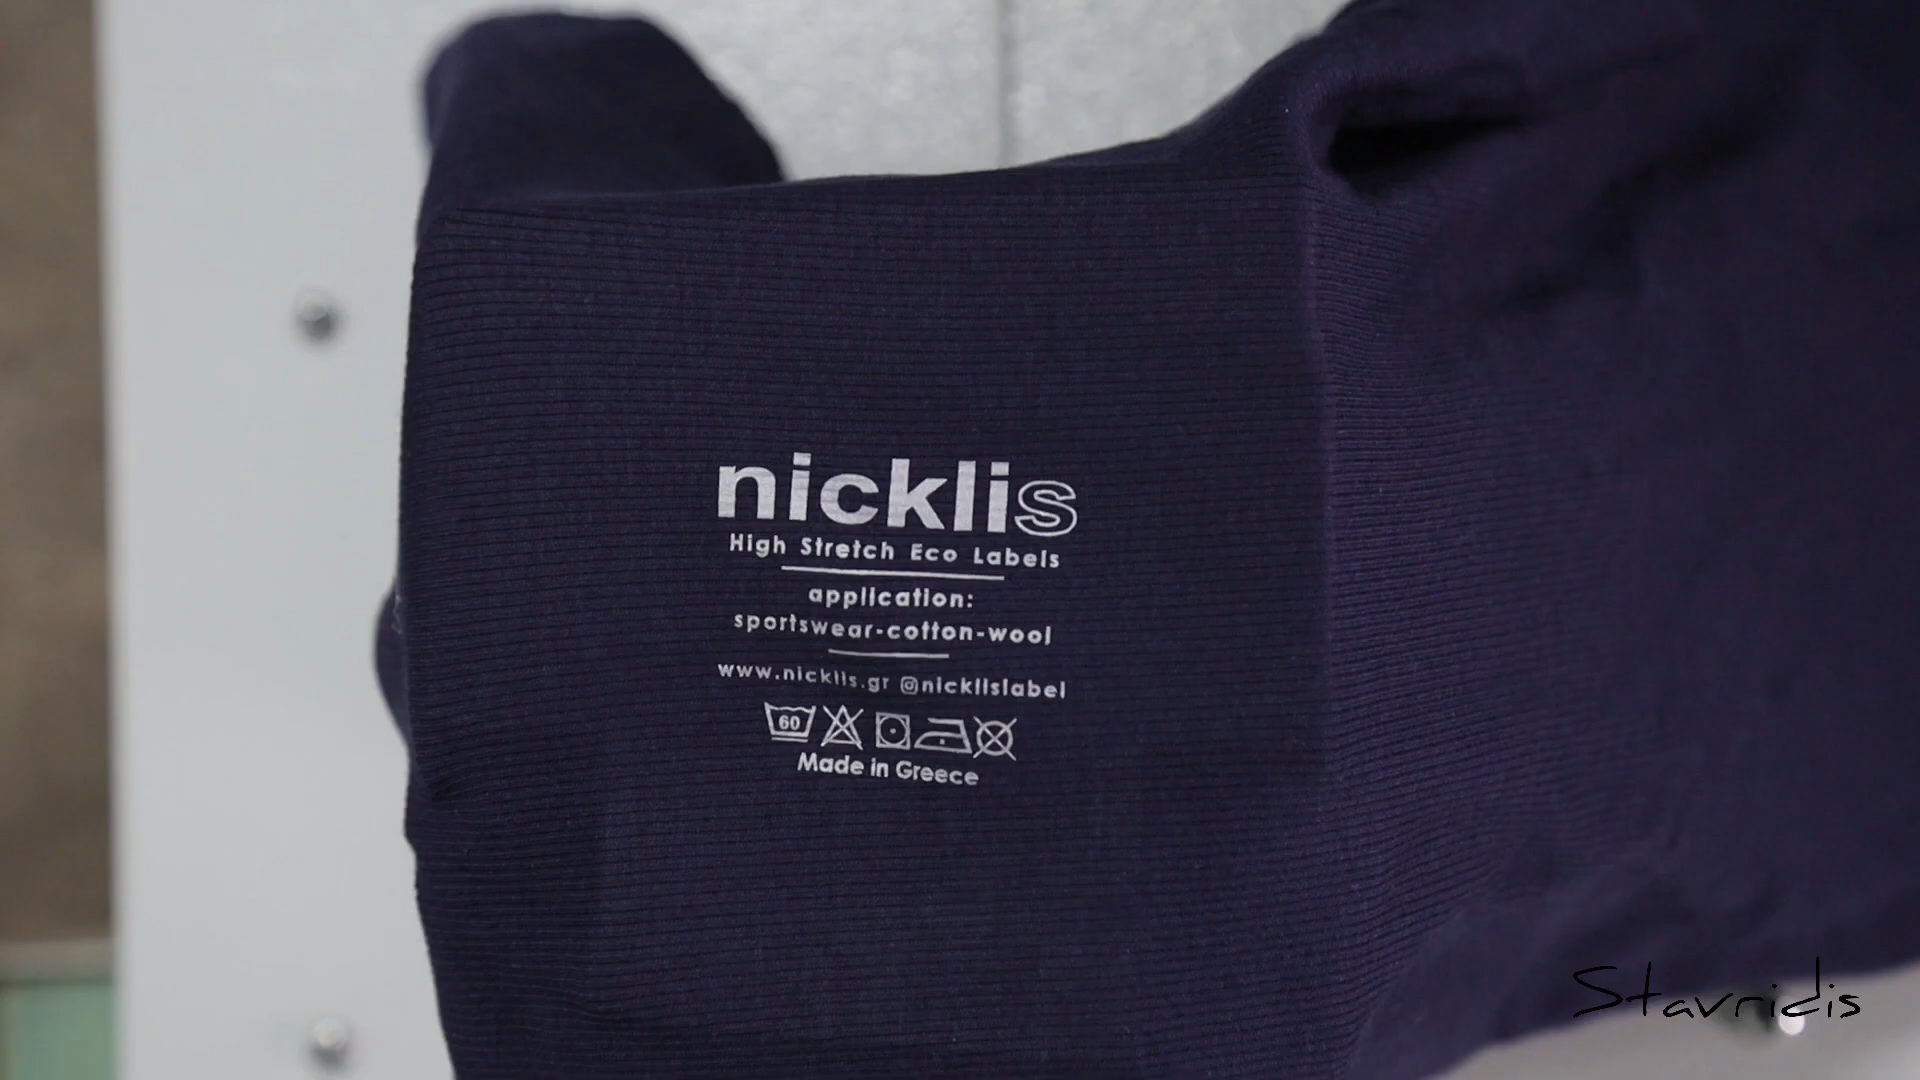 nicklis
High Stretch Eco Labels
application:
sportswear-cotton-wool
www.nicklis.gr @nicklislabel
60
Made in Greece
Stavridis